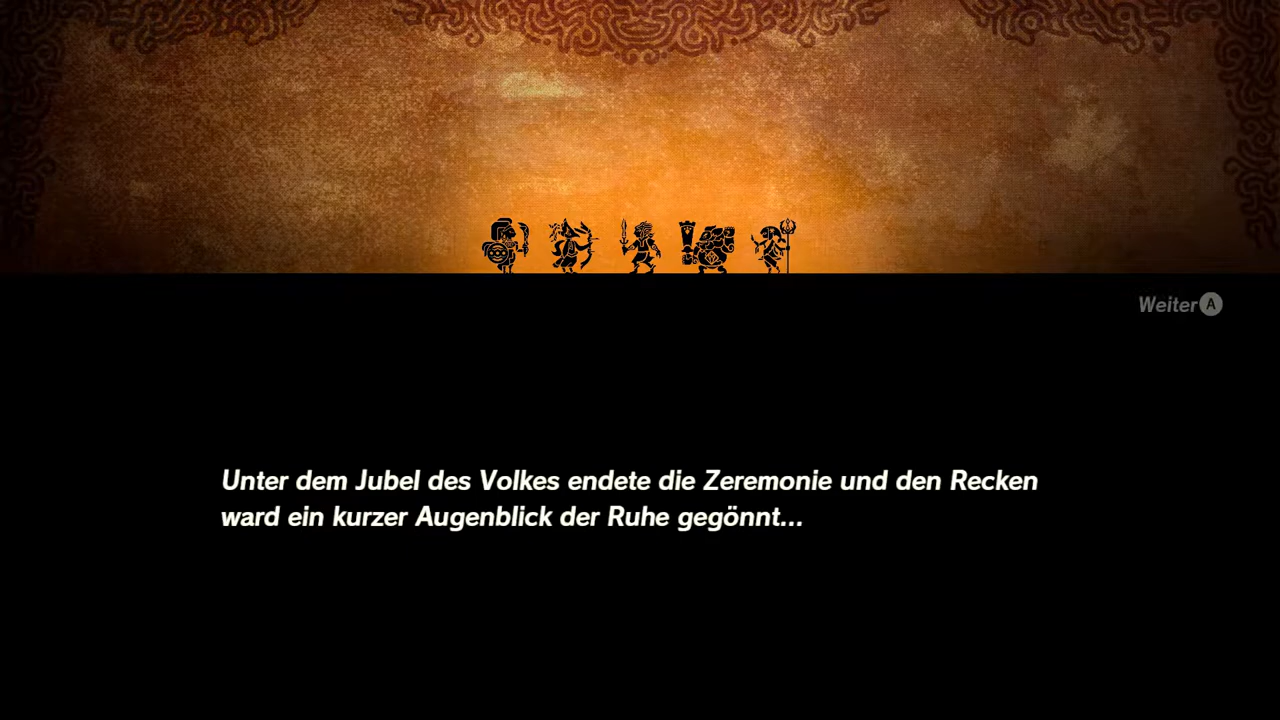 Weiter A
Unter dem Jubel des Volkes endete die Zeremonie und den Recken
ward ein kurzer Augenblick der Ruhe gegönnt...